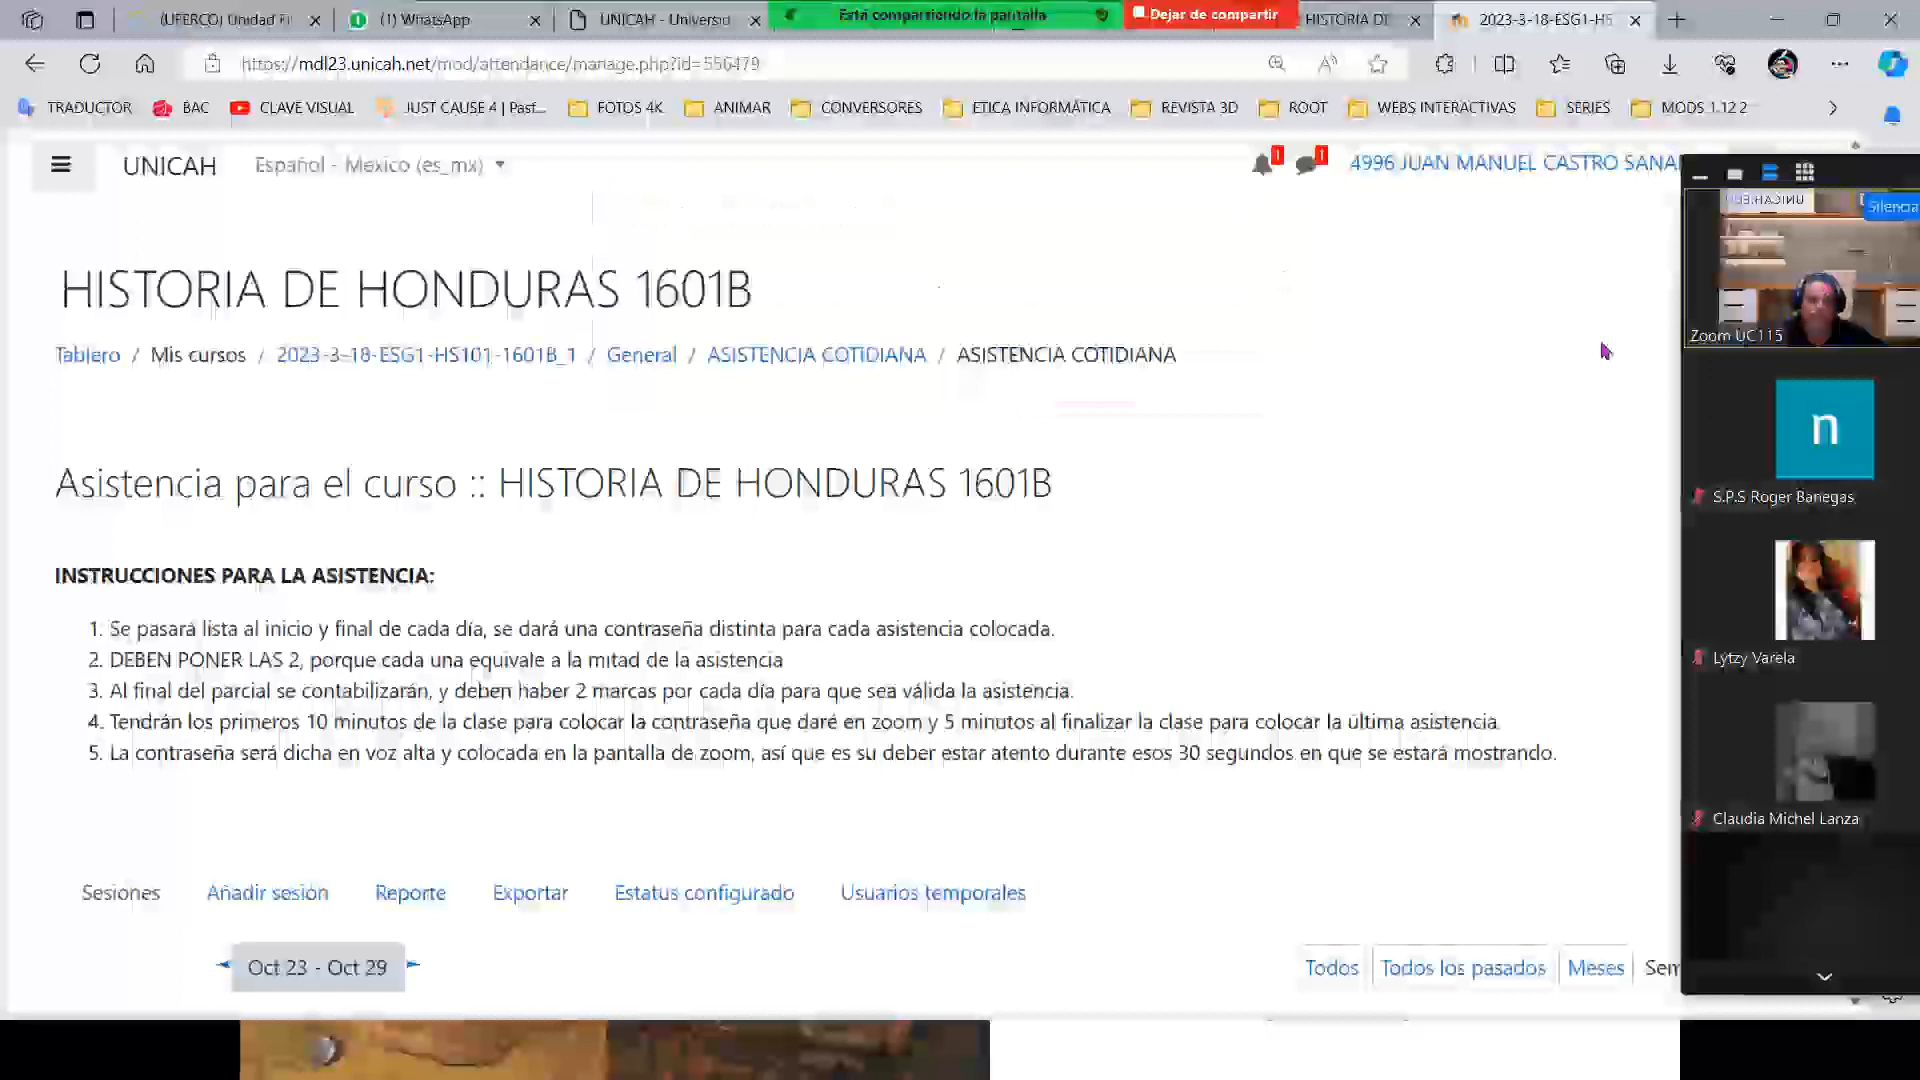 (UFERCO) Unidad Fi
(1) WhatsApp
UNICAH - Universid
Está compartiendo la pantalla
Dejar de compartir
HISTORIA DE
2023-3-18-ESG1-HS
https://mdl23.unicah.net/mod/attendance/manage.php?id=556479
TRADUCTOR
BAC
CLAVE VISUAL
JUST CAUSE 4 | Past...
FOTOS 4K
ANIMAR
CONVERSORES
ETICA INFORMÁTICA
REVISTA 3D
ROOT
WEBS INTERACTIVAS
SERIES
MODS 1.12 2
UNICAH
Español - Mexico (es_mx)
1
1
4996 JUAN MANUEL CASTRO SANA
Silencia
Zoom UC115
HISTORIA DE HONDURAS 1601B
Tablero / Mis cursos / 2023-3-18-ESG1-HS101-1601B_1 / General / ASISTENCIA COTIDIANA / ASISTENCIA COTIDIANA
n
S.P.S Roger Banegas
Asistencia para el curso :: HISTORIA DE HONDURAS 1601B
INSTRUCCIONES PARA LA ASISTENCIA:
1. Se pasará lista al inicio y final de cada día, se dará una contraseña distinta para cada asistencia colocada.
2. DEBEN PONER LAS 2, porque cada una equivale a la mitad de la asistencia
3. Al final del parcial se contabilizarán, y deben haber 2 marcas por cada día para que sea válida la asistencia.
4. Tendrán los primeros 10 minutos de la clase para colocar la contraseña que daré en zoom y 5 minutos al finalizar la clase para colocar la última asistencia.
5. La contraseña será dicha en voz alta y colocada en la pantalla de zoom, así que es su deber estar atento durante esos 30 segundos en que se estará mostrando.
Lytzy Varela
Claudia Michel Lanza
Sesiones
Añadir sesión
Reporte
Exportar
Estatus configurado
Usuarios temporales
Oct 23 - Oct 29
Todos
Todos los pasados
Meses
Sem